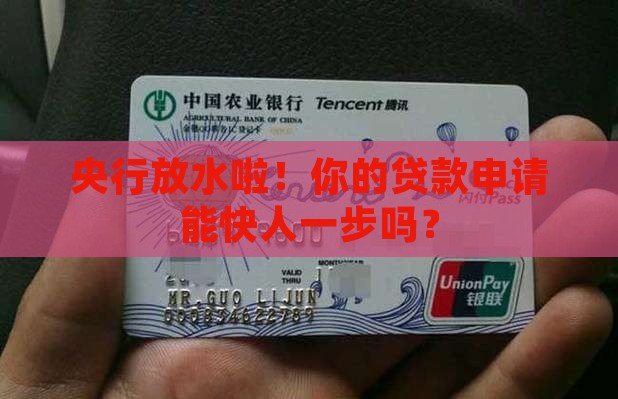 中国农业银行 Tencent 腾讯
AGRICULTURAL BANK OF CHINA
央行放水啦！你的贷款申请
闪付Pass
能快人一步吗？
VALID THRU
MONTH/YEAR
MR.GUO LIJUN
UnionPay
银联